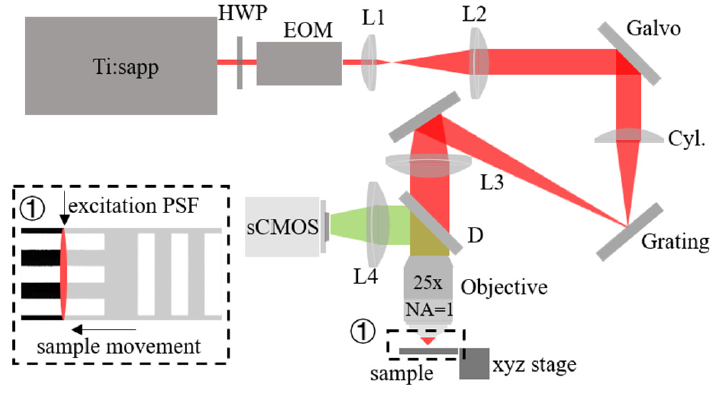 HWP
EOM
L1
L2
Galvo
Ti:sapp
Cyl.
L3
①
excitation PSF
sCMOS
D
Grating
L4
25x
Objective
NA=1
①
sample movement
sample
xyz stage